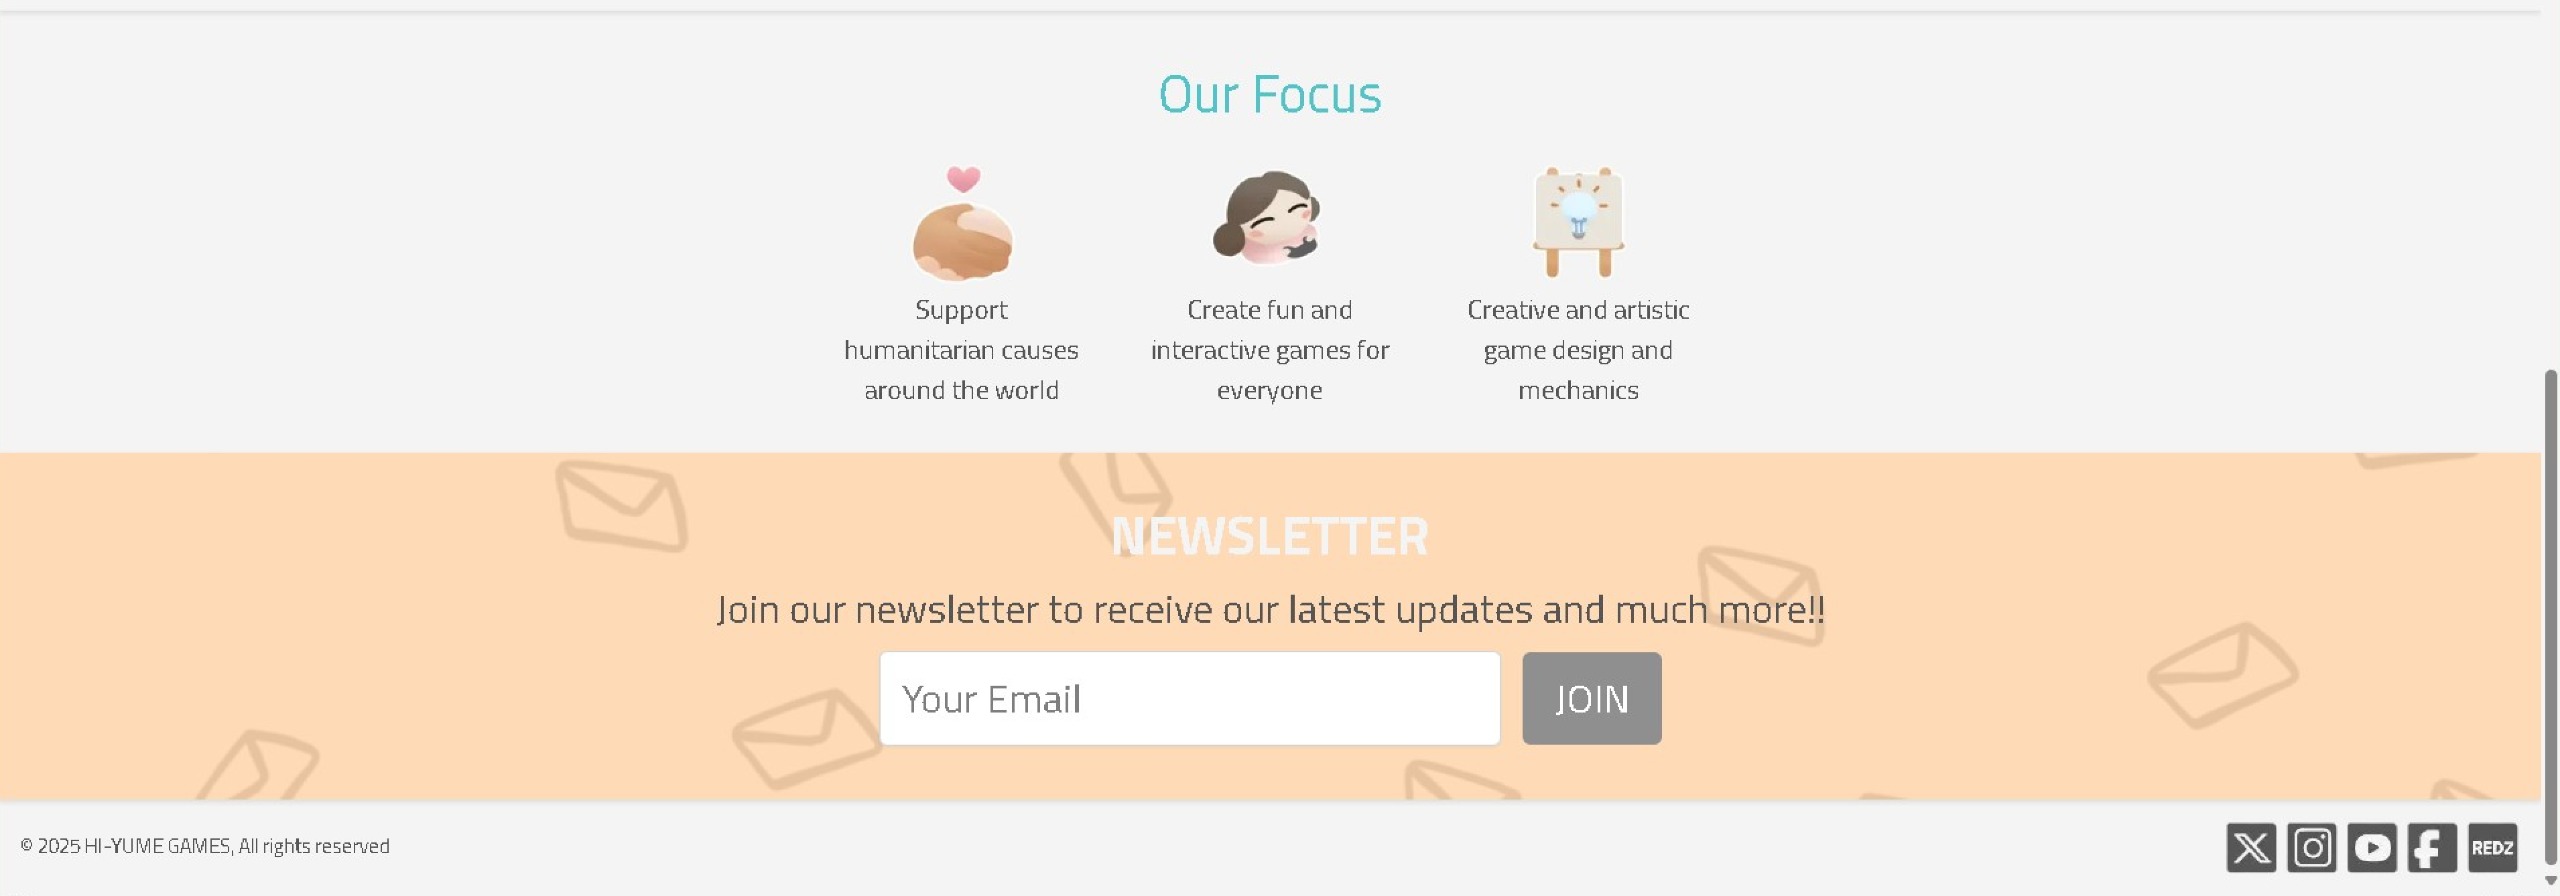 Our Focus
Support
humanitarian causes
around the world
Create fun and
interactive games for
everyone
Creative and artistic
game design and
mechanics
NEWSLETTER
Join our newsletter to receive our latest updates and much more!!
Your Email
JOIN
© 2025 HI-YUME GAMES, All rights reserved
REDZ